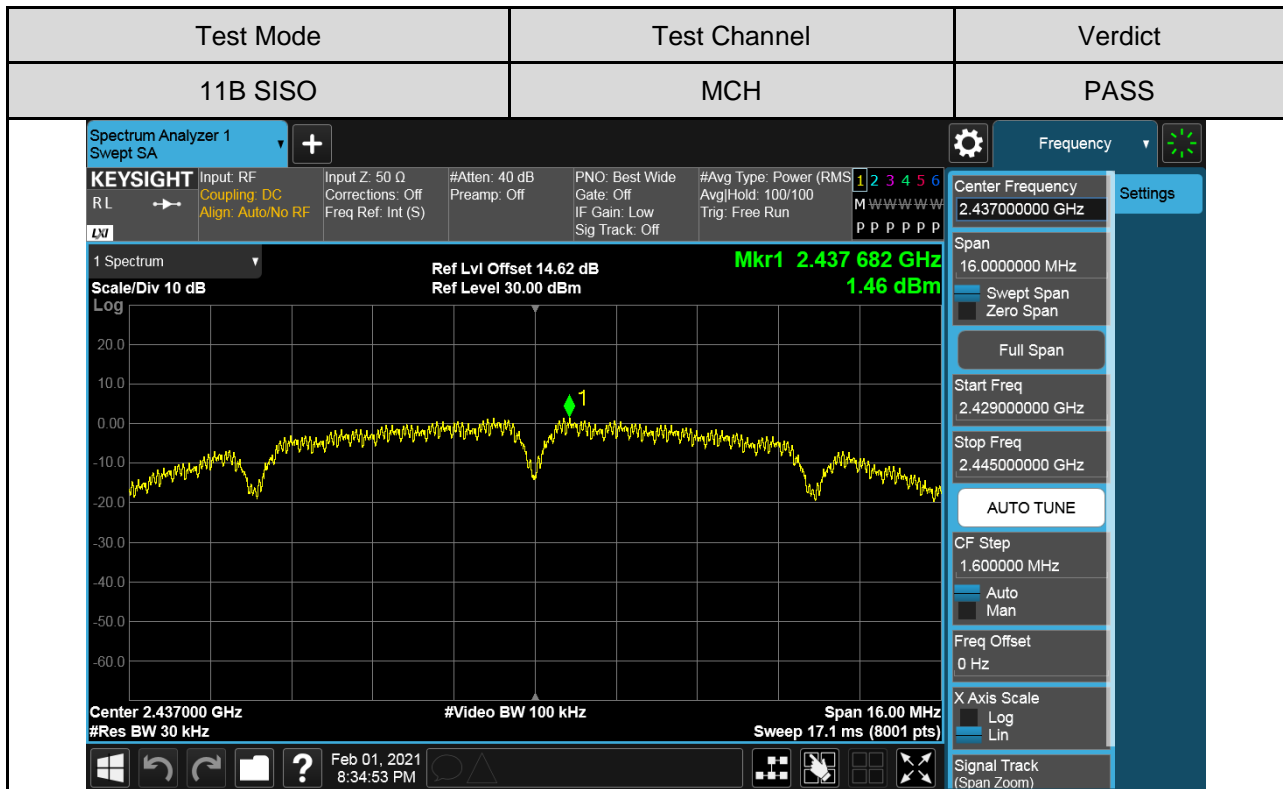 Test Mode Test Channel Verdict
11B SISO MCH PASS
Spectrum Analyzer 1
Swept SA
+
Frequency
KEYSIGHT Input: RF Input Z: 50 Ω #Atten: 40 dB PNO: Best Wide #Avg Type: Power (RMS 1 2 3 4 5 6
RL Coupling: DC Corrections: Off Preamp: Off Gate: Off Avg|Hold: 100/100 M W W W W W
Align: Auto/No RF Freq Ref: Int (S) IF Gain: Low Trig: Free Run
LXI Sig Track: Off P P P P P P
1 Spectrum Ref Lvl Offset 14.62 dB Mkr1 2.437 682 GHz
Scale/Div 10 dB Ref Level 30.00 dBm 1.46 dBm
Log
20.0
10.0
1
0.00
-10.0
-20.0
-30.0
-40.0
-50.0
-60.0
Center 2.437000 GHz #Video BW 100 kHz Span 16.00 MHz
#Res BW 30 kHz Sweep 17.1 ms (8001 pts)
? Feb 01, 2021
8:34:53 PM
Center Frequency
2.437000000 GHz
Settings
Span
16.0000000 MHz
Swept Span
Zero Span
Full Span
Start Freq
2.429000000 GHz
Stop Freq
2.445000000 GHz
AUTO TUNE
CF Step
1.600000 MHz
Auto
Man
Freq Offset
0 Hz
X Axis Scale
Log
Lin
Signal Track
(Span Zoom)